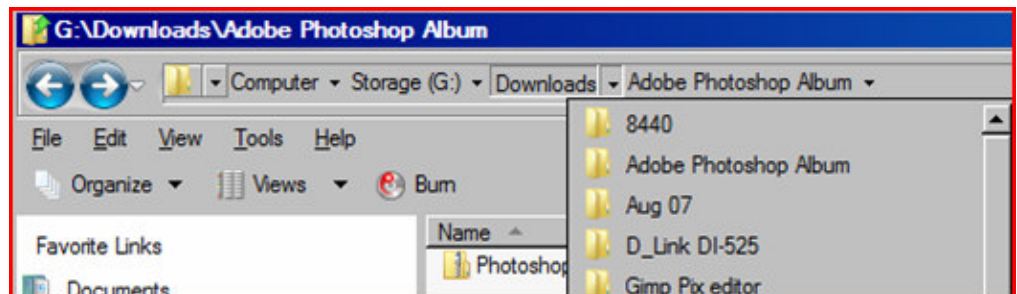 G:\Downloads\Adobe Photoshop Album
Computer Storage (G:) Downloads Adobe Photoshop Album
8440
File Edit View Tools Help
Adobe Photoshop Album
Organize Views Burn
Aug 07
Name
Favorite Links
D_Link DI-525
Photoshop
Documents
Gimp Pix editor